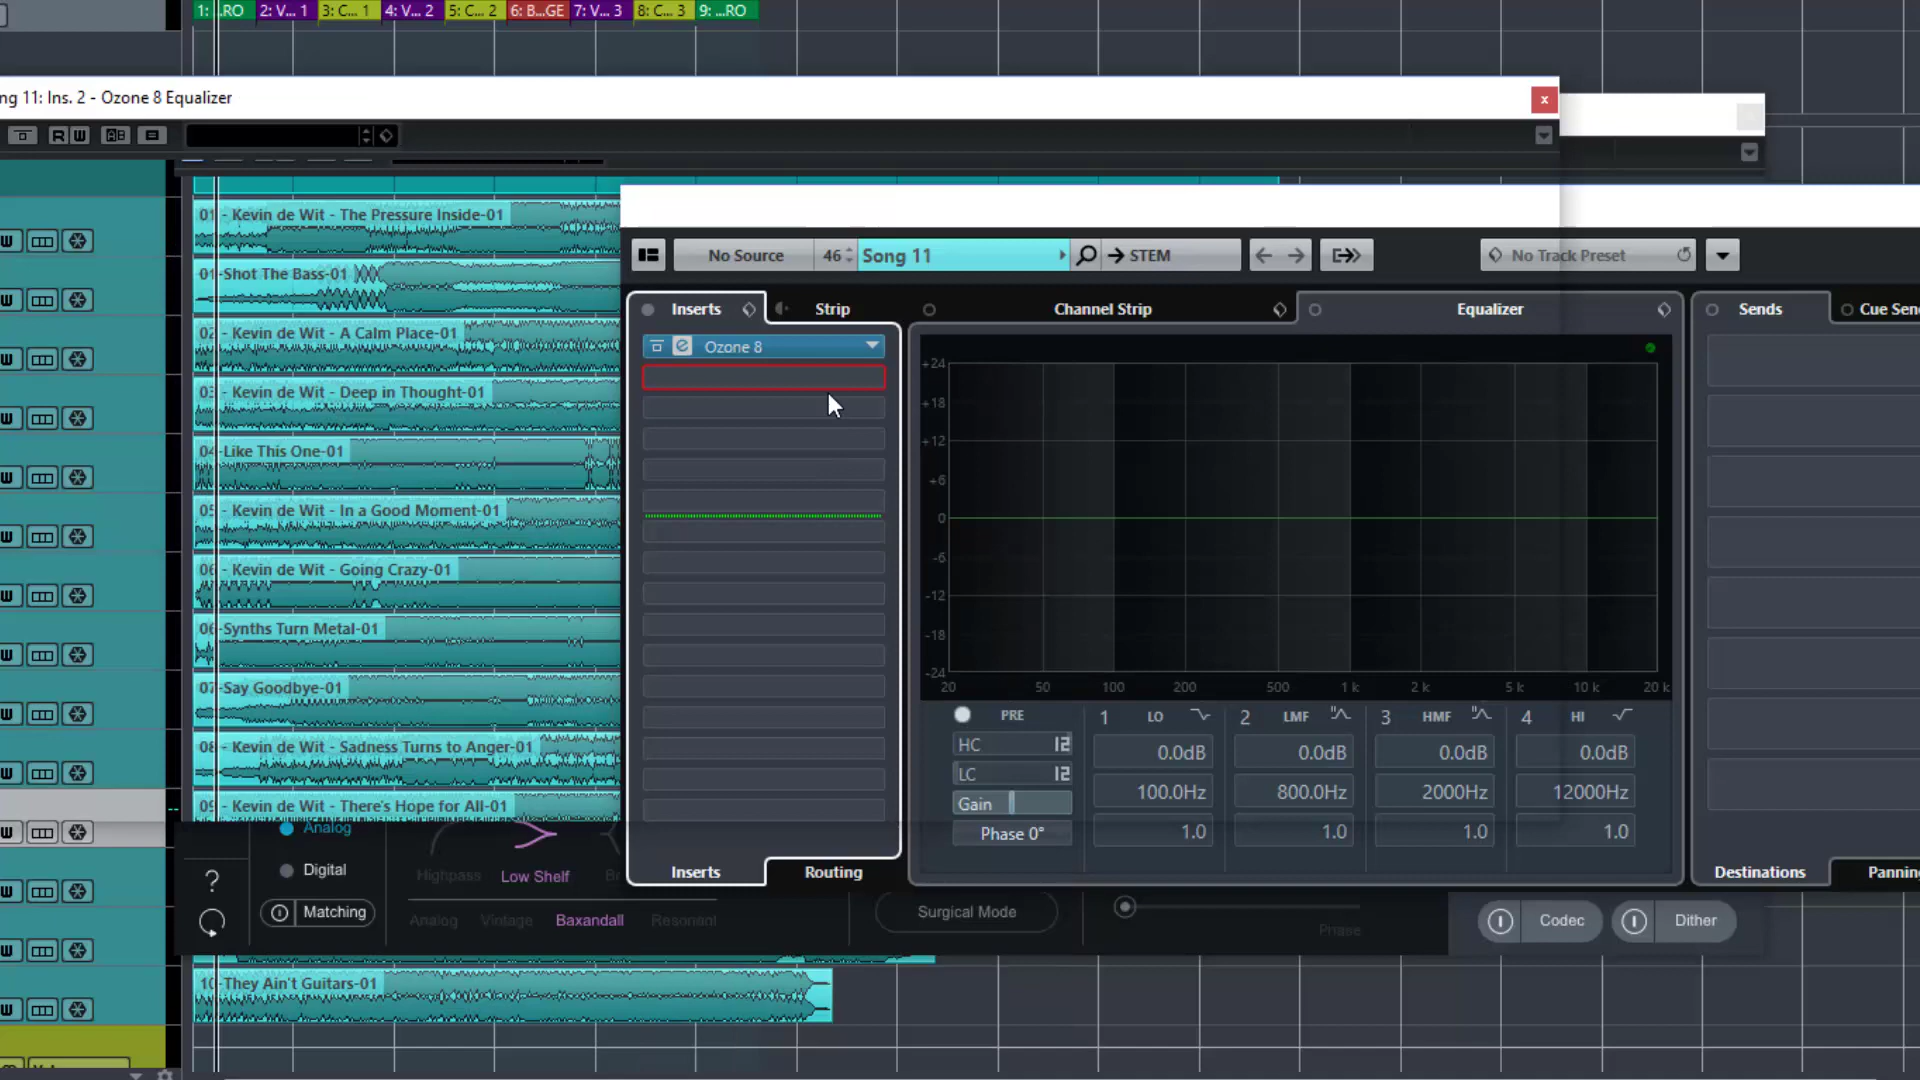 1: ...RO 2: V... 1 3: C... 1 4: V... 2 5: C... 2 6: B...GE 7: V... 3 8: C... 3 9: ...RO
ng 11: Ins. 2 - Ozone 8 Equalizer
x
R W
01 - Kevin de Wit - The Pressure Inside-01
01-Shot The Bass-01
02 - Kevin de Wit - A Calm Place-01
03 - Kevin de Wit - Deep in Thought-01
04-Like This One-01
05 - Kevin de Wit - In a Good Moment-01
06 - Kevin de Wit - Going Crazy-01
06-Synths Turn Metal-01
07-Say Goodbye-01
08 - Kevin de Wit - Sadness Turns to Anger-01
09 - Kevin de Wit - There's Hope for All-01
10-They Ain't Guitars-01
No Source 46 Song 11 STEM No Track Preset
Inserts Strip Channel Strip Equalizer Sends Cue Sen
Ozone 8
+24
+18
+12
+6
0
-6
-12
-18
-24
20 50 100 200 500 1 k 2 k 5 k 10 k 20 k
PRE 1 LO 2 LMF 3 HMF 4 HI
HC 12 0.0dB 0.0dB 0.0dB 0.0dB
LC 12
Gain 100.0Hz 800.0Hz 2000Hz 12000Hz
Phase 0° 1.0 1.0 1.0 1.0
Inserts Routing Destinations Panning
Analog
Digital
Matching
?
Highpass Low Shelf
Analog Vintage Baxandall Resonant
Surgical Mode
Phase
Codec Dither